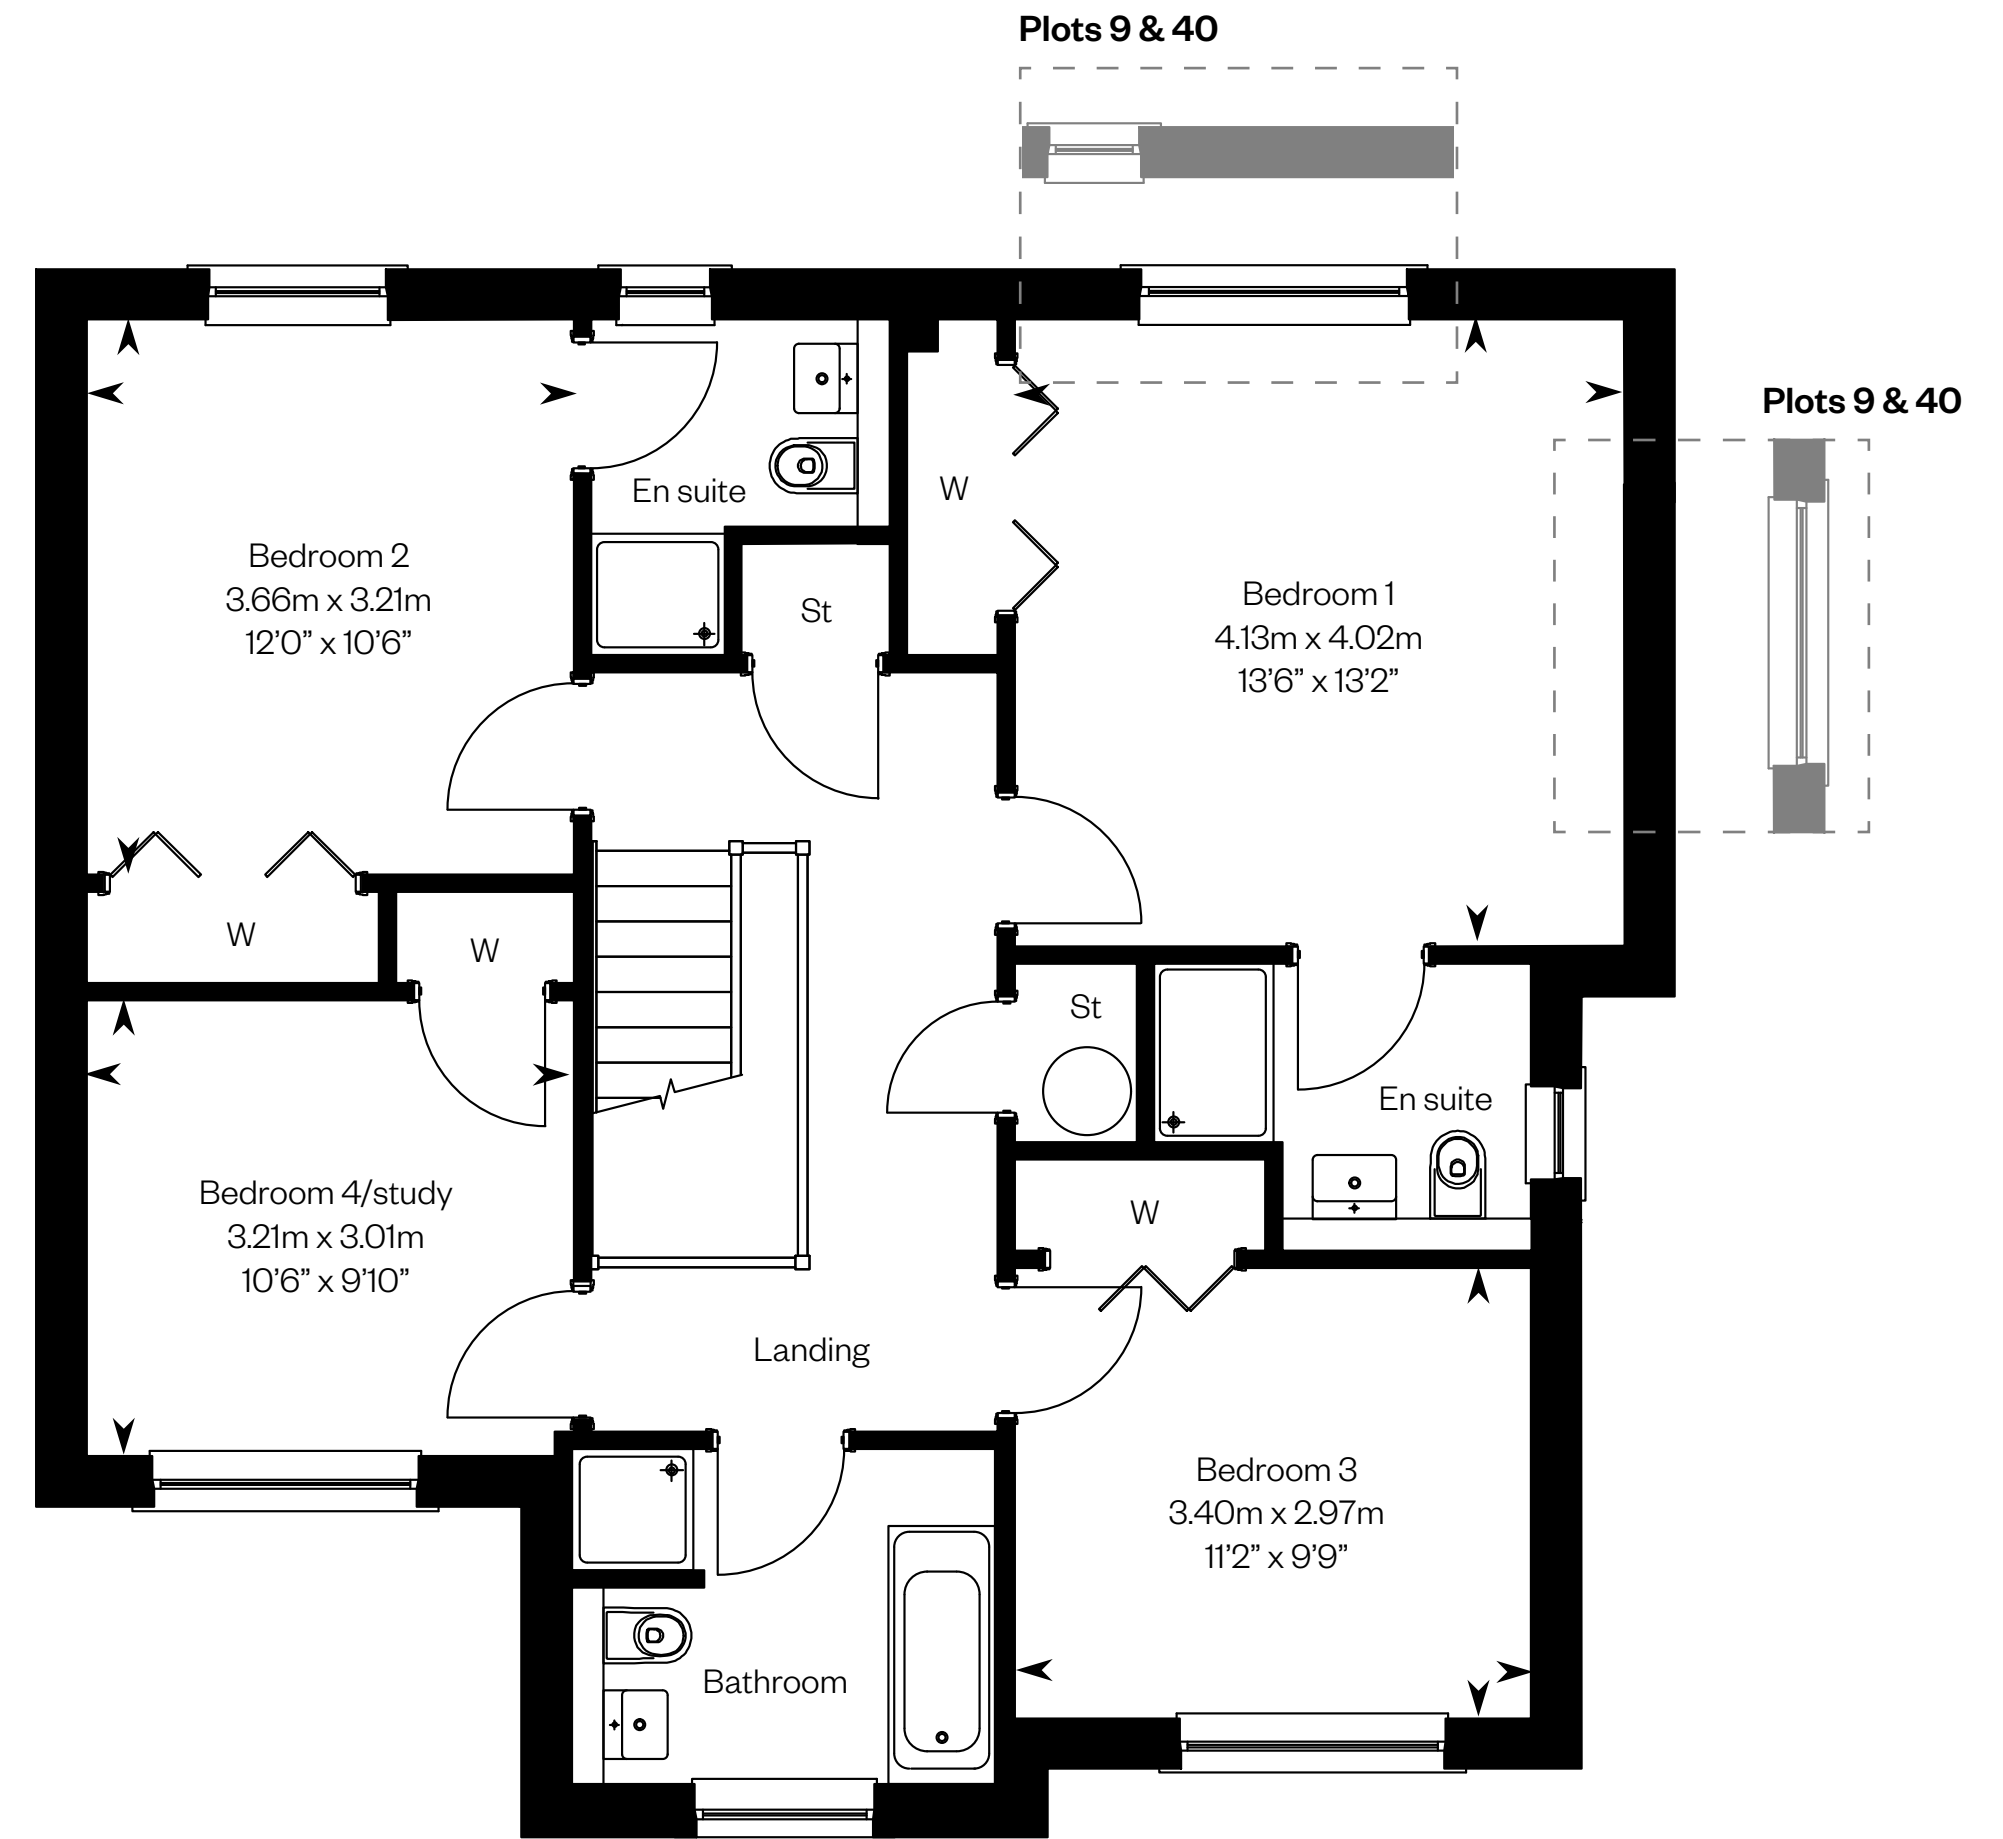 Plots 9 & 40
Plots 9 & 40
En suite
W
Bedroom 2
3.66m x 3.21m
12’0” x 10’6”
St
Bedroom 1
4.13m x 4.02m
13’6” x 13’2”
W
W
St
En suite
Bedroom 4/study
3.21m x 3.01m
10’6” x 9’10”
W
Landing
Bedroom 3
3.40m x 2.97m
11’2” x 9’9”
Bathroom